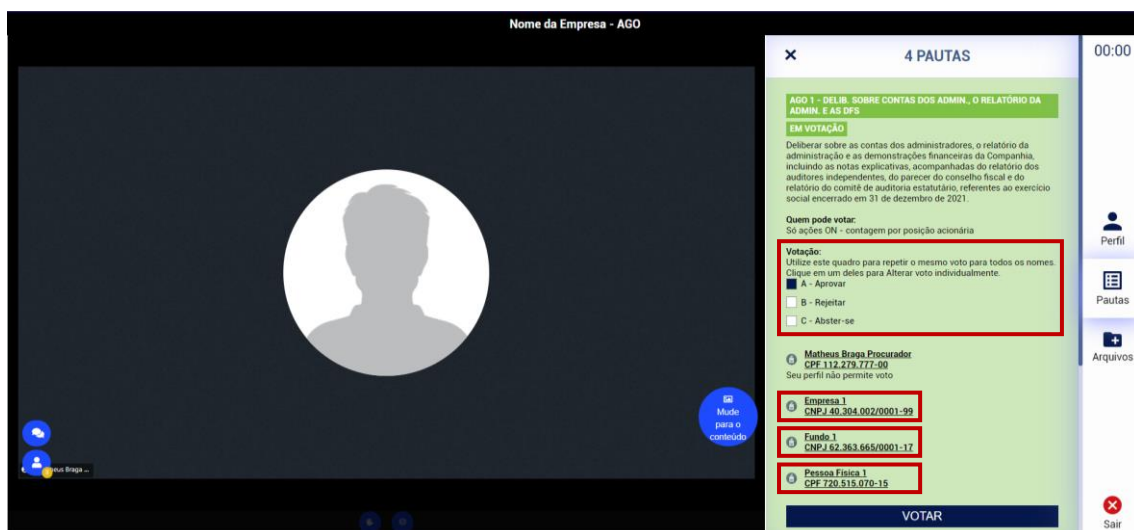 Nome da Empresa - AGO
4 PAUTAS
00:00
AGO 1 - DELIB. SOBRE CONTAS DOS ADMIN., O RELATÓRIO DA
ADMIN. E AS DFS
EM VOTAÇÃO
Deliberar sobre as contas dos administradores, o relatório da
administração e as demonstrações financeiras da Companhia,
incluindo as notas explicativas, acompanhadas do relatório dos
auditores independentes, do parecer do conselho fiscal e do
relatório do comitê de auditoria estatutário, referentes ao exercício
social encerrado em 31 de dezembro de 2021.
Quem pode votar:
Só ações ON - contagem por posição acionária
Votação:
Utilize este quadro para repetir o mesmo voto para todos os nomes.
Clique em um deles para Alterar voto individualmente.
A - Aprovar
B - Rejeitar
C - Abster-se
Matheus Braga Procurador
CPF 112.279.777-00
Seu perfil não permite voto
Empresa 1
CNPJ 40.304.002/0001-99
Fundo 1
CNPJ 62.363.665/0001-17
Pessoa Física 1
CPF 720.515.070-15
VOTAR
Perfil
Pautas
Arquivos
Sair
Mude
para o
conteúdo
Braga ...